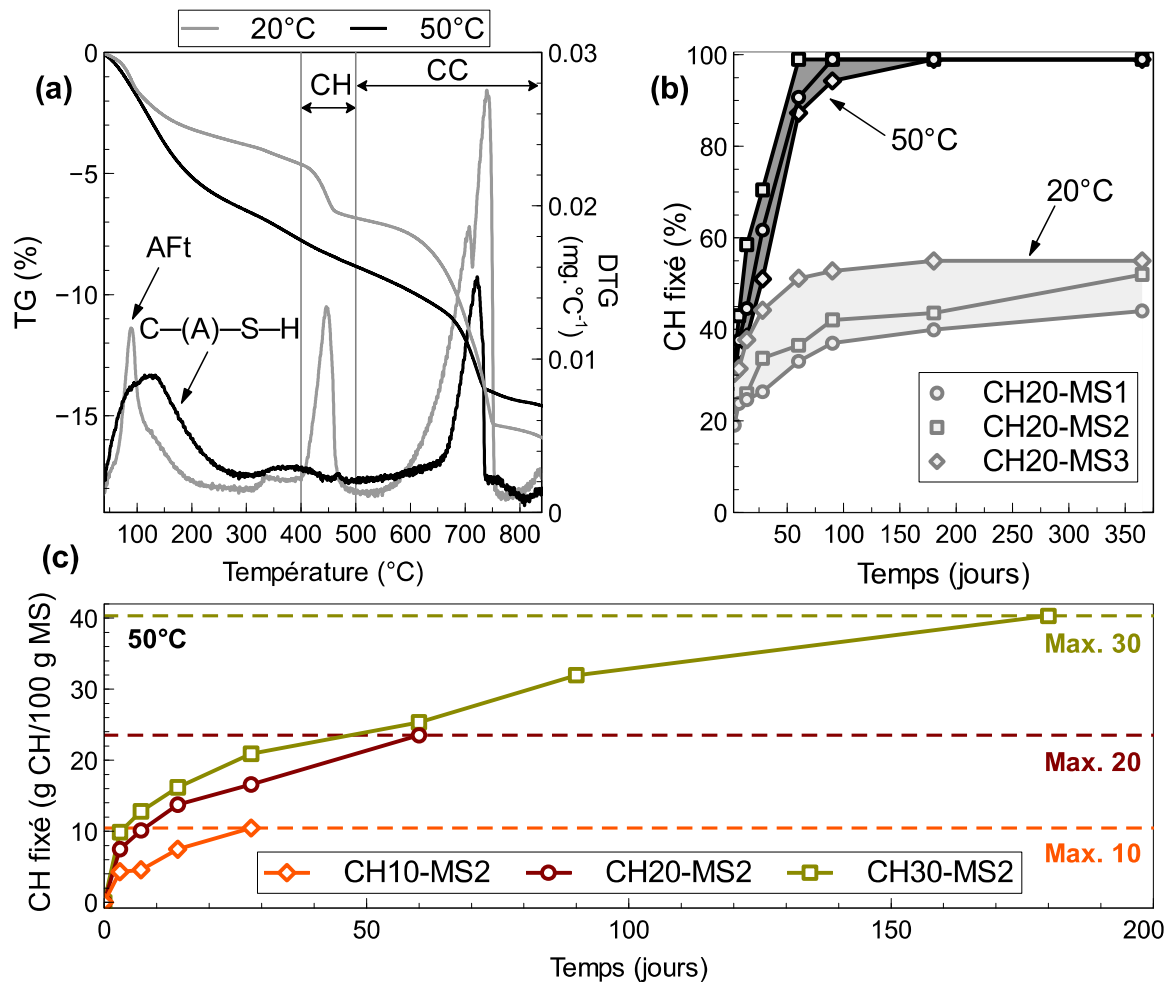 20°C 50°C
(a)
CH
CC
AFt
C–(A)–S–H
0
−5
−10
−15
TG (%)
0.03
0.02
0.01
0
DTG
(mg.°C⁻¹)
100 200 300 400 500 600 700 800
Température (°C)
(b)
50°C
20°C
100
80
60
40
20
0
CH fixé (%)
CH20-MS1
CH20-MS2
CH20-MS3
50 100 150 200 250 300 350
Temps (jours)
(c)
50°C
Max. 30
Max. 20
Max. 10
40
30
20
10
0
CH fixé (g CH/100 g MS)
CH10-MS2 CH20-MS2 CH30-MS2
0 50 100 150 200
Temps (jours)